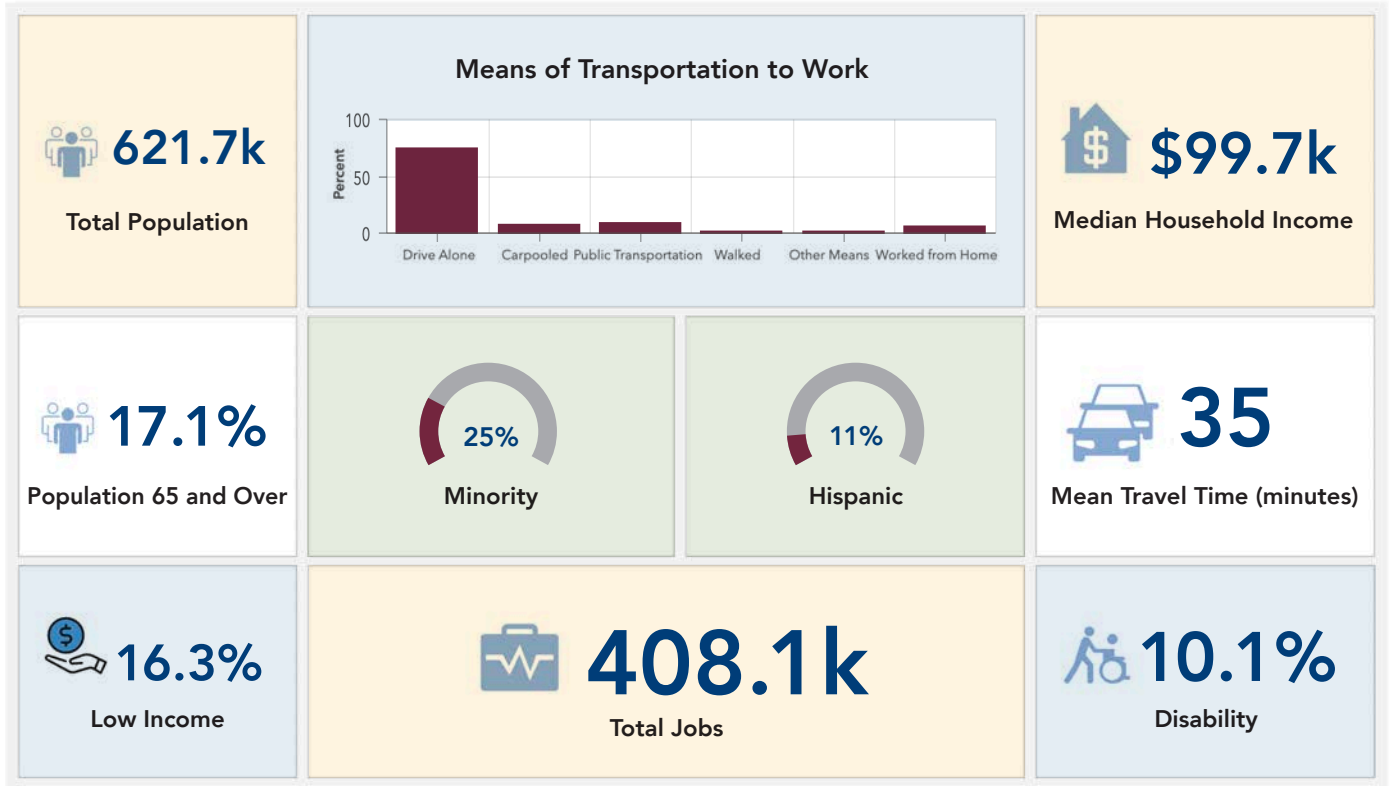 621.7k
Total Population
Means of Transportation to Work
Percent
100
50
0
Drive Alone
Carpooled
Public Transportation
Walked
Other Means
Worked from Home
$
$99.7k
Median Household Income
17.1%
Population 65 and Over
25%
Minority
11%
Hispanic
35
Mean Travel Time (minutes)
$
16.3%
Low Income
408.1k
Total Jobs
10.1%
Disability